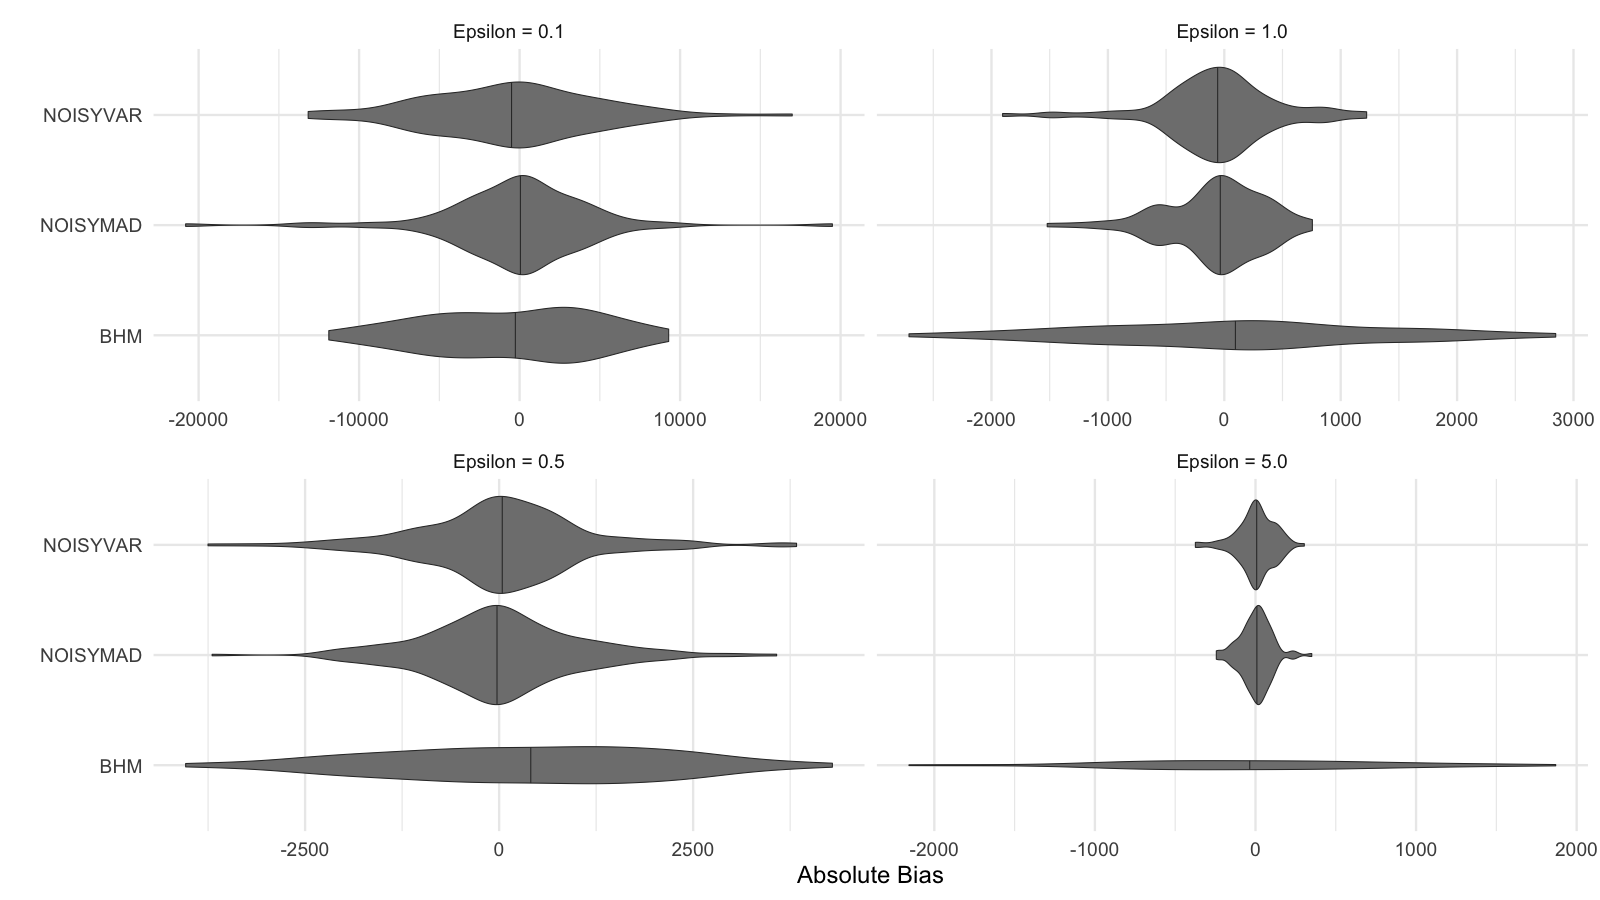 Epsilon = 0.1
Epsilon = 1.0
NOISYVAR
NOISYMAD
BHM
-20000 -10000 0 10000 20000
-2000 -1000 0 1000 2000 3000
Epsilon = 0.5
Epsilon = 5.0
NOISYVAR
NOISYMAD
BHM
-2500 0 2500
-2000 -1000 0 1000 2000
Absolute Bias